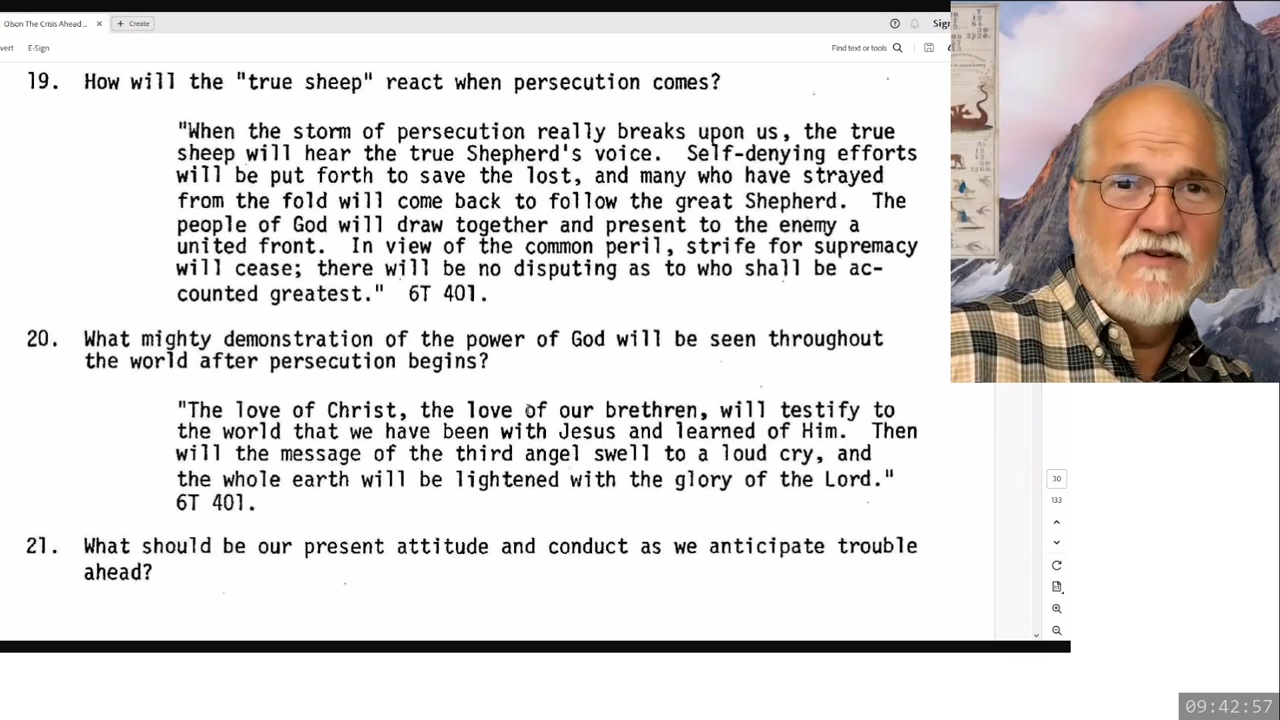 Olson The Crisis Ahead ...
Create
Sign
vert
E-Sign
Find text or tools
19. How will the "true sheep" react when persecution comes?
"When the storm of persecution really breaks upon us, the true
sheep will hear the true Shepherd's voice. Self-denying efforts
will be put forth to save the lost, and many who have strayed
from the fold will come back to follow the great Shepherd. The
people of God will draw together and present to the enemy a
united front. In view of the common peril, strife for supremacy
will cease; there will be no disputing as to who shall be ac-
counted greatest." 6T 401.
20. What mighty demonstration of the power of God will be seen throughout
the world after persecution begins?
"The love of Christ, the love of our brethren, will testify to
the world that we have been with Jesus and learned of Him. Then
will the message of the third angel swell to a loud cry, and
the whole earth will be lightened with the glory of the Lord."
6T 401.
21. What should be our present attitude and conduct as we anticipate trouble
ahead?
30
133
09:42:57